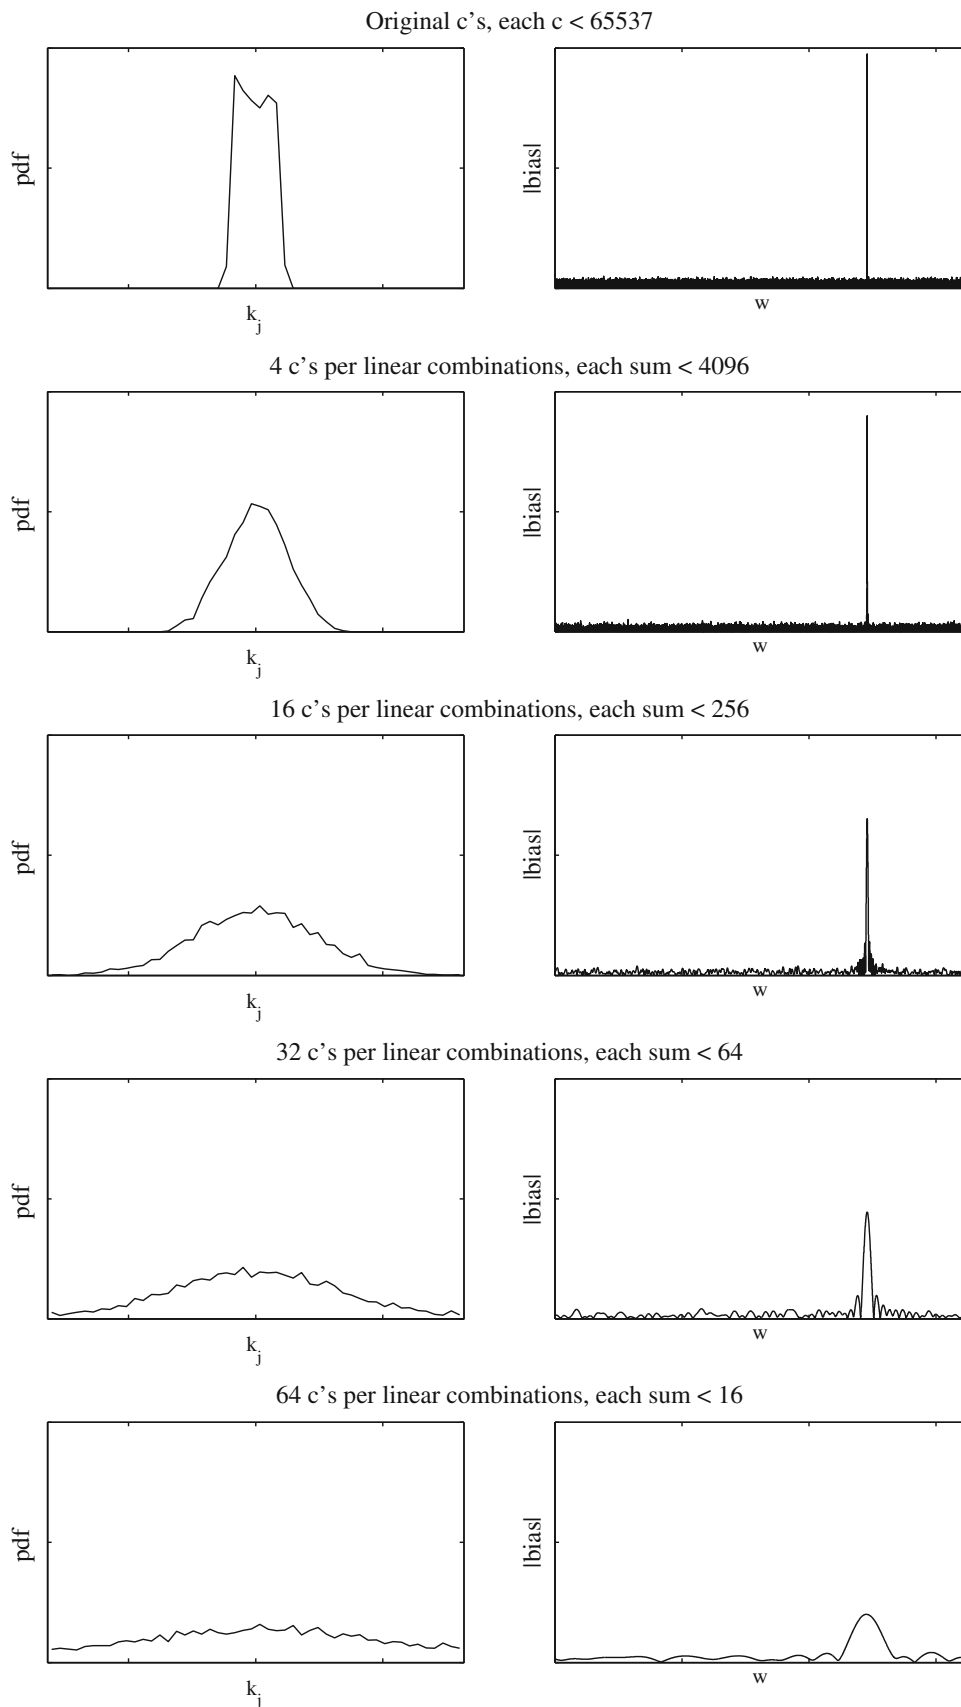 Original c's, each c < 65537
pdf
|bias|
k_j
w
4 c's per linear combinations, each sum < 4096
pdf
|bias|
k_j
w
16 c's per linear combinations, each sum < 256
pdf
|bias|
k_j
w
32 c's per linear combinations, each sum < 64
pdf
|bias|
k_j
w
64 c's per linear combinations, each sum < 16
pdf
|bias|
k_j
w